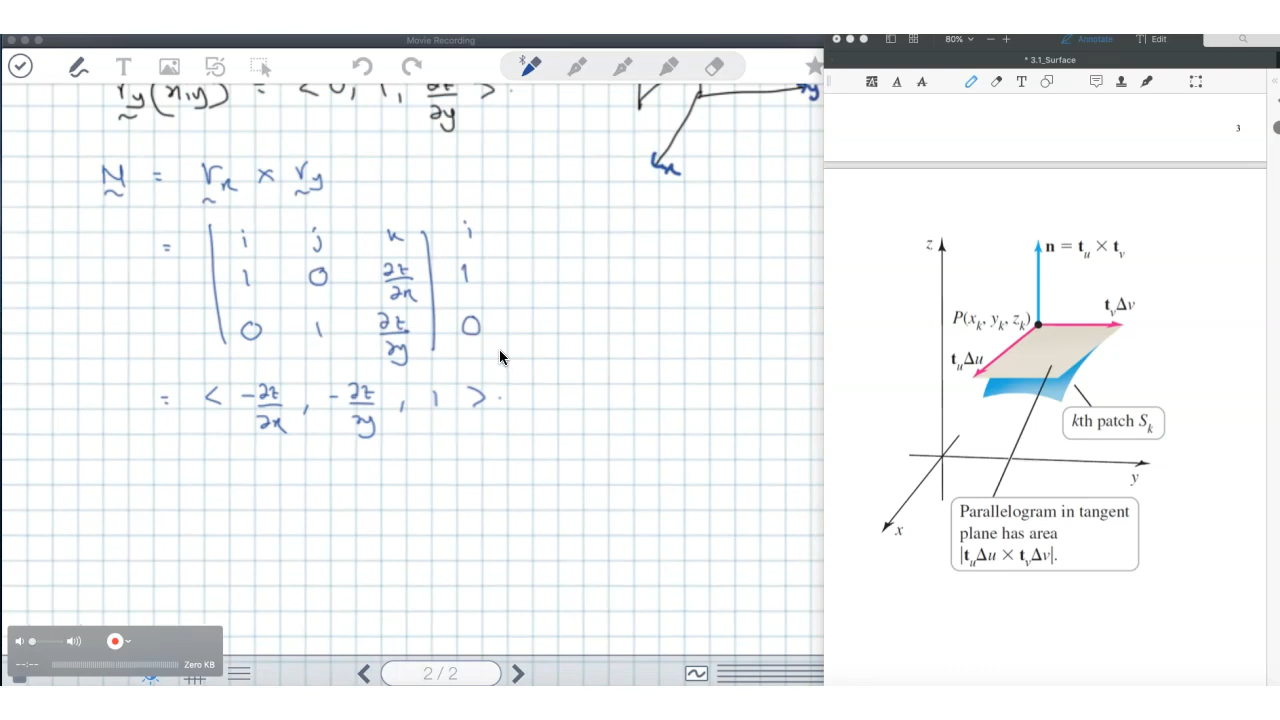 Movie Recording
80%
Annotate
Edit
* 3.1_Surface
r_y(x,y) = < 0, 1, ∂z/∂y > .
y
x
N = r_x × r_y
= | i j k | i
1 0 ∂z/∂x | 1
0 1 ∂z/∂y | 0
= < -∂z/∂x , -∂z/∂y , 1 > .
--:--
Zero KB
2 / 2
3
z
n = t_u × t_v
t_vΔv
P(x_k, y_k, z_k)
t_uΔu
kth patch S_k
y
x
Parallelogram in tangent
plane has area
|t_uΔu × t_vΔv|.